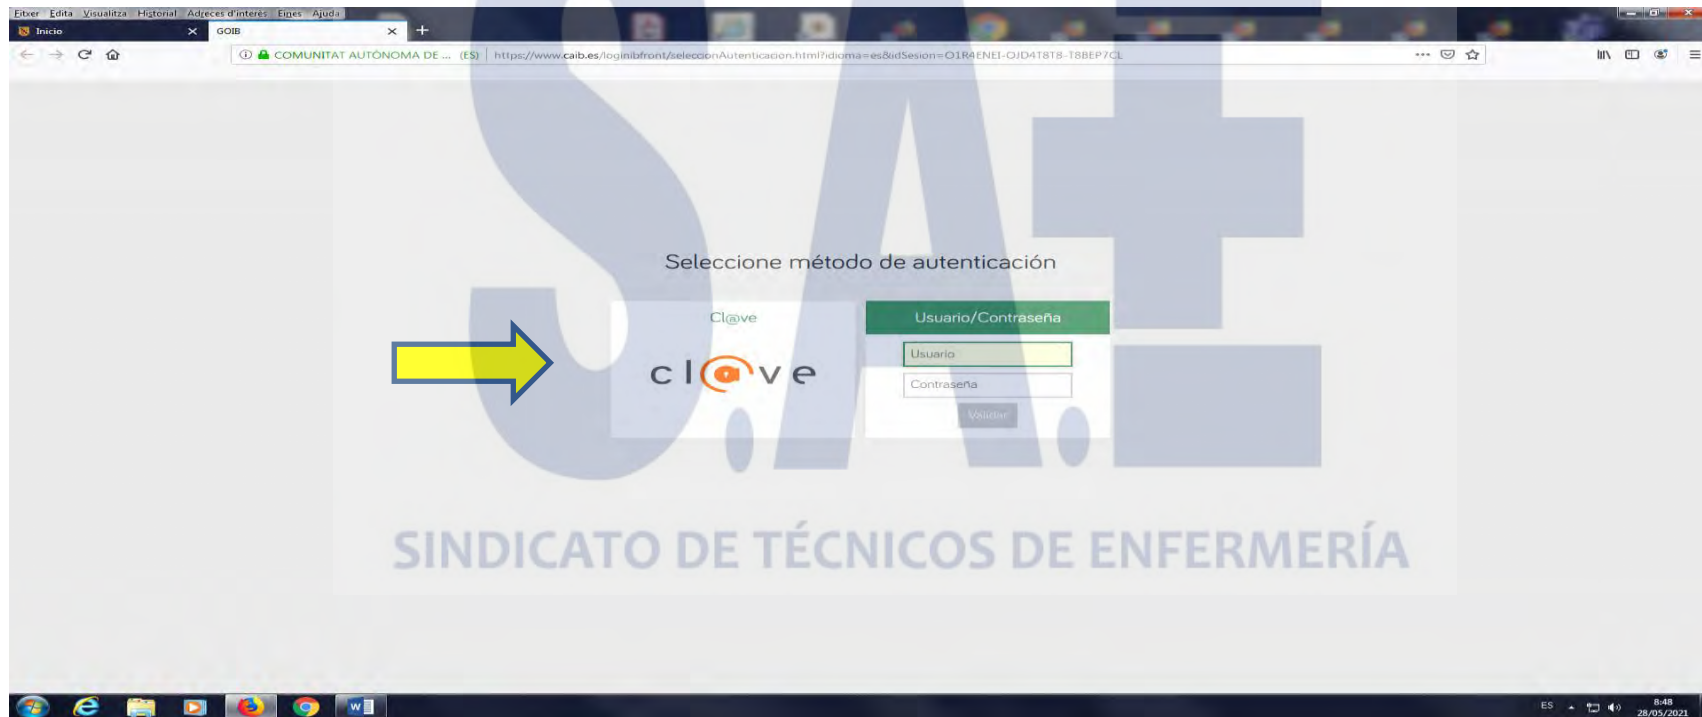 Fitxer Edita Visualitza Historial Adreces d'interès Eines Ajuda
Inicio
GOIB
COMUNITAT AUTÒNOMA DE ... (ES)
https://www.caib.es/loginibfront/seleccionAutenticacion.html?idioma=es&idSesion=O1R4ENEI-OJD4T8T8-T8BEP7CL
S.A.E
Seleccione método de autenticación
Cl@ve
cl@ve
Usuario/Contraseña
Usuario
Contraseña
Validar
SINDICATO DE TÉCNICOS DE ENFERMERÍA
ES
8:48
28/05/2021